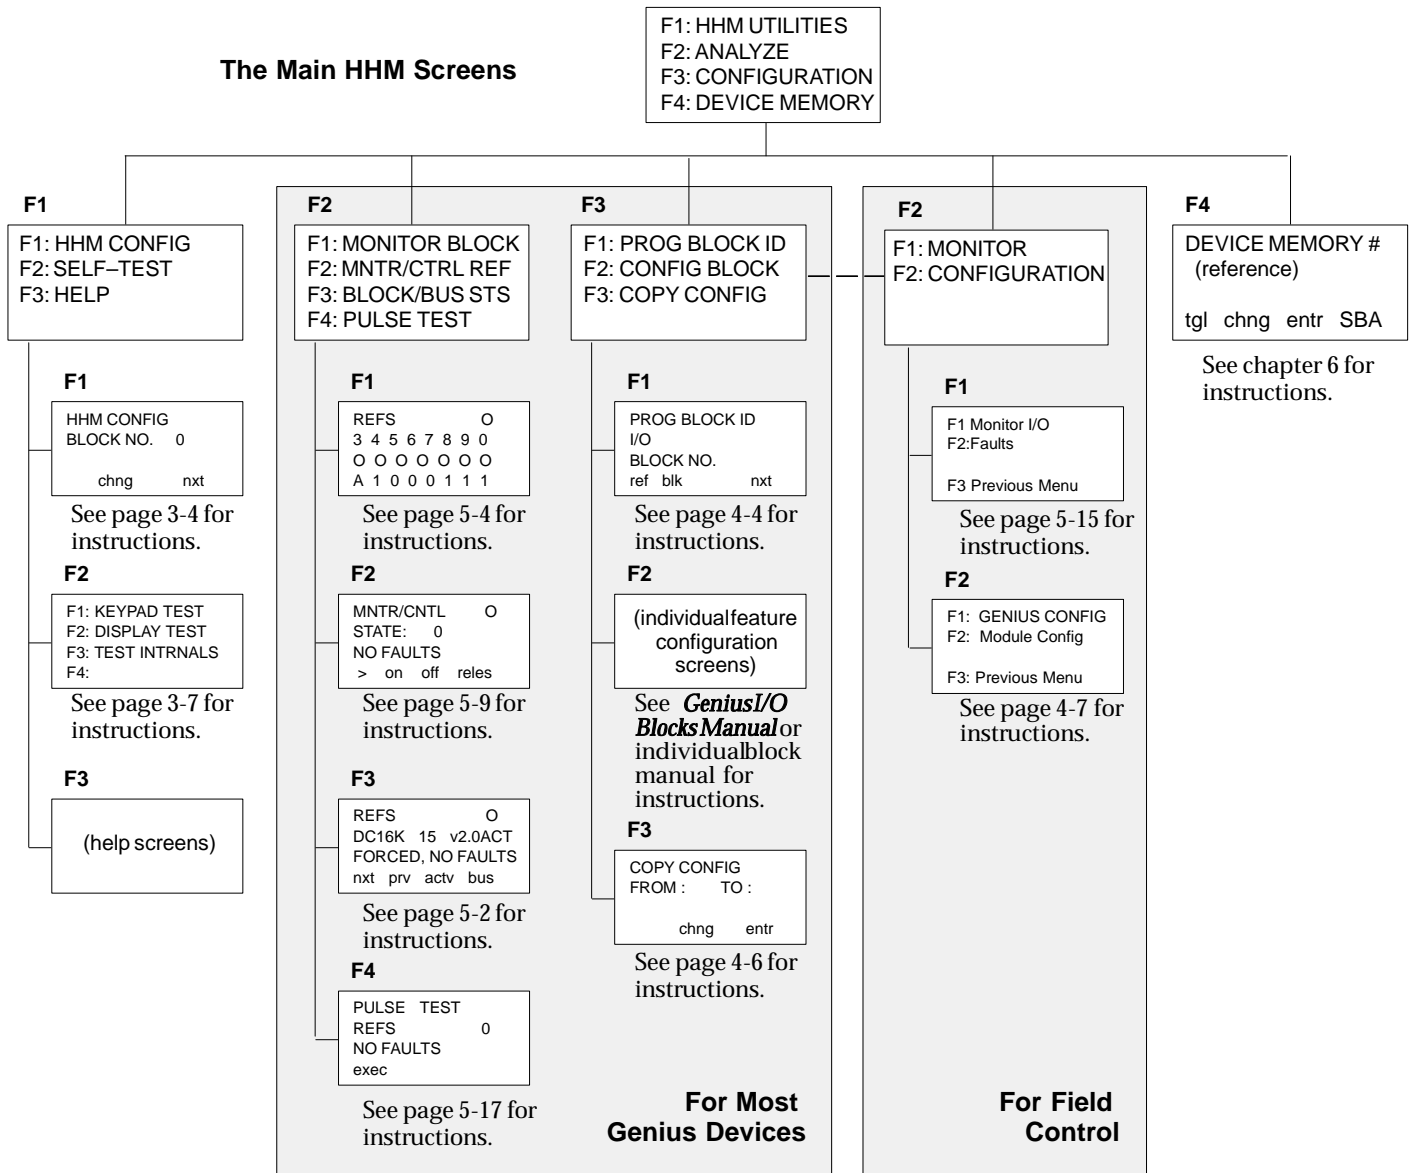 The Main HHM Screens
F1: HHM UTILITIES
F2: ANALYZE
F3: CONFIGURATION
F4: DEVICE MEMORY
F1
F1: HHM CONFIG
F2: SELF–TEST
F3: HELP
F1
HHM CONFIG
BLOCK NO. 0
chng nxt
See page 3-4 for
instructions.
F2
F1: KEYPAD TEST
F2: DISPLAY TEST
F3: TEST INTRNALS
F4:
See page 3-7 for
instructions.
F3
(help screens)
F2
F1: MONITOR BLOCK
F2: MNTR/CTRL REF
F3: BLOCK/BUS STS
F4: PULSE TEST
F1
REFS O
3 4 5 6 7 8 9 0
O O O O O O O
A 1 0 0 0 1 1 1
See page 5-4 for
instructions.
F2
MNTR/CNTL O
STATE: 0
NO FAULTS
> on off reles
See page 5-9 for
instructions.
F3
REFS O
DC16K 15 v2.0ACT
FORCED, NO FAULTS
nxt prv actv bus
See page 5-2 for
instructions.
F4
PULSE TEST
REFS 0
NO FAULTS
exec
See page 5-17 for
instructions.
F3
F1: PROG BLOCK ID
F2: CONFIG BLOCK
F3: COPY CONFIG
F1
PROG BLOCK ID
I/O
BLOCK NO.
ref blk nxt
See page 4-4 for
instructions.
F2
(individual feature
configuration
screens)
See Genius I/O
Blocks Manual or
individual block
manual for
instructions.
F3
COPY CONFIG
FROM : TO :
chng entr
See page 4-6 for
instructions.
For Most
Genius Devices
F2
F1: MONITOR
F2: CONFIGURATION
F1
F1 Monitor I/O
F2:Faults
F3 Previous Menu
See page 5-15 for
instructions.
F2
F1: GENIUS CONFIG
F2: Module Config
F3: Previous Menu
See page 4-7 for
instructions.
For Field
Control
F4
DEVICE MEMORY #
(reference)
tgl chng entr SBA
See chapter 6 for
instructions.